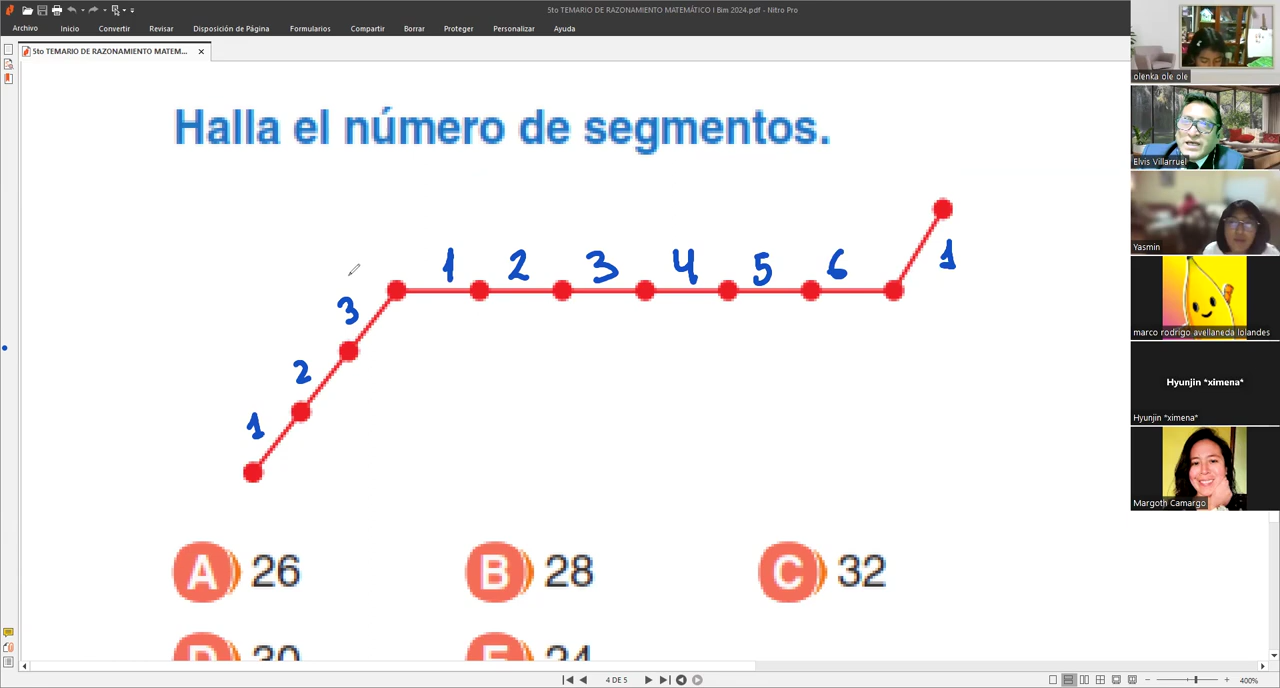 5to TEMARIO DE RAZONAMIENTO MATEMÁTICO I Bim 2024.pdf - Nitro Pro
Archivo Inicio Convertir Revisar Disposición de Página Formularios Compartir Borrar Proteger Personalizar Ayuda
5to TEMARIO DE RAZONAMIENTO MATEM... ×
Halla el número de segmentos.
1 2 3 4 5 6
1
3
2
1
A) 26 B) 28 C) 32
D) 30 E) 24
4 DE 5
400%
olenka ole ole
Elvis Villarruel
Yasmin
marco rodrigo avellaneda lolandes
Hyunjin *ximena*
Hyunjin *ximena*
Margoth Camargo